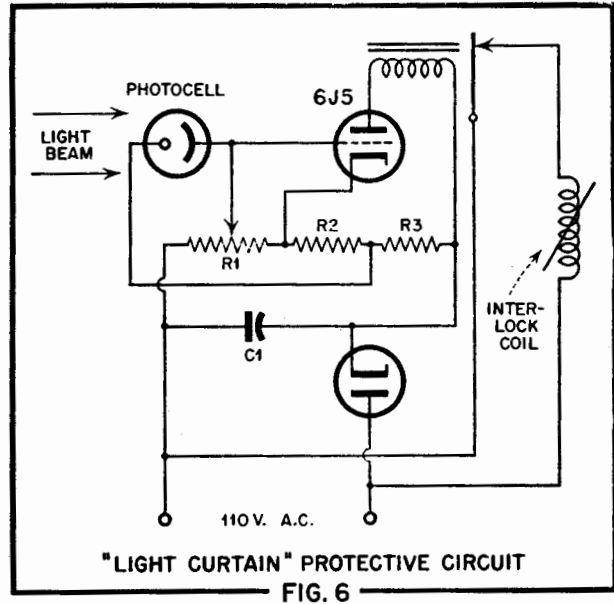 PHOTOCELL
6J5
LIGHT
BEAM
R1
R2
R3
C1
INTER-
LOCK
COIL
110 V. A.C.
"LIGHT CURTAIN" PROTECTIVE CIRCUIT
FIG. 6